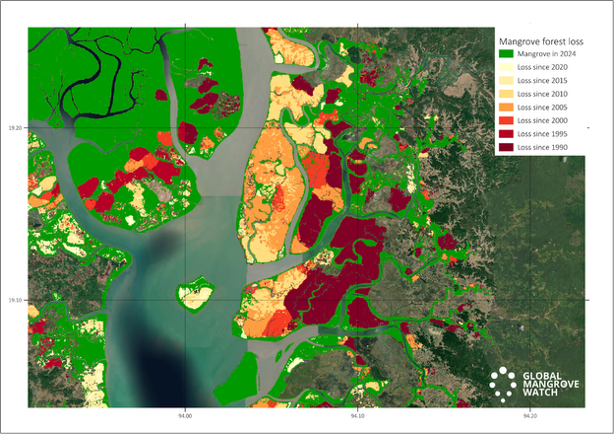 Mangrove forest loss
Mangrove in 2024
Loss since 2020
Loss since 2015
Loss since 2010
Loss since 2005
Loss since 2000
Loss since 1995
Loss since 1990
19.20
19.10
GLOBAL
MANGROVE
WATCH
94.00
94.10
94.20